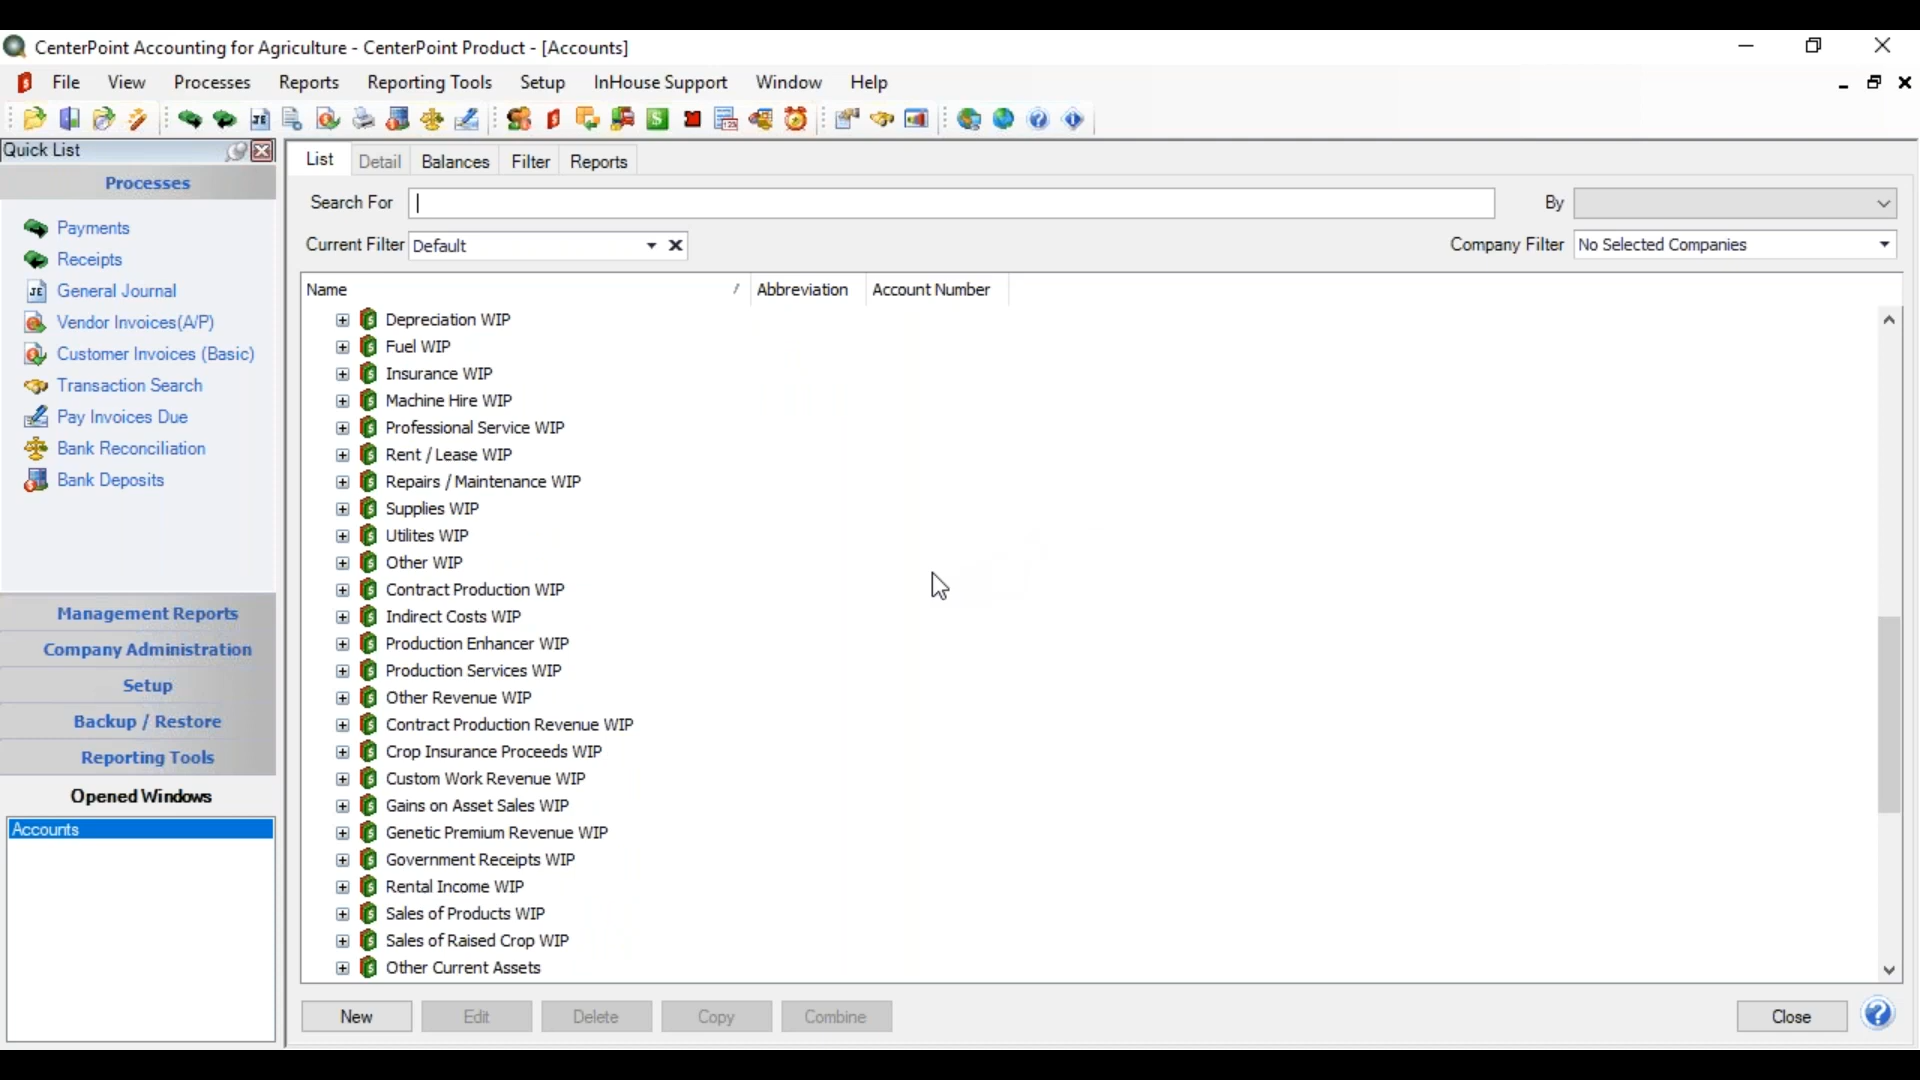 CenterPoint Accounting for Agriculture - CenterPoint Product - [Accounts]
File View Processes Reports Reporting Tools Setup InHouse Support Window Help
Quick List
Processes
Payments
Receipts
General Journal
Vendor Invoices(A/P)
Customer Invoices (Basic)
Transaction Search
Pay Invoices Due
Bank Reconciliation
Bank Deposits
Management Reports
Company Administration
Setup
Backup / Restore
Reporting Tools
Opened Windows
Accounts
List Detail Balances Filter Reports
Search For By
Current Filter Default Company Filter No Selected Companies
Name / Abbreviation Account Number
Depreciation WIP
Fuel WIP
Insurance WIP
Machine Hire WIP
Professional Service WIP
Rent / Lease WIP
Repairs / Maintenance WIP
Supplies WIP
Utilites WIP
Other WIP
Contract Production WIP
Indirect Costs WIP
Production Enhancer WIP
Production Services WIP
Other Revenue WIP
Contract Production Revenue WIP
Crop Insurance Proceeds WIP
Custom Work Revenue WIP
Gains on Asset Sales WIP
Genetic Premium Revenue WIP
Government Receipts WIP
Rental Income WIP
Sales of Products WIP
Sales of Raised Crop WIP
Other Current Assets
New Edit Delete Copy Combine Close